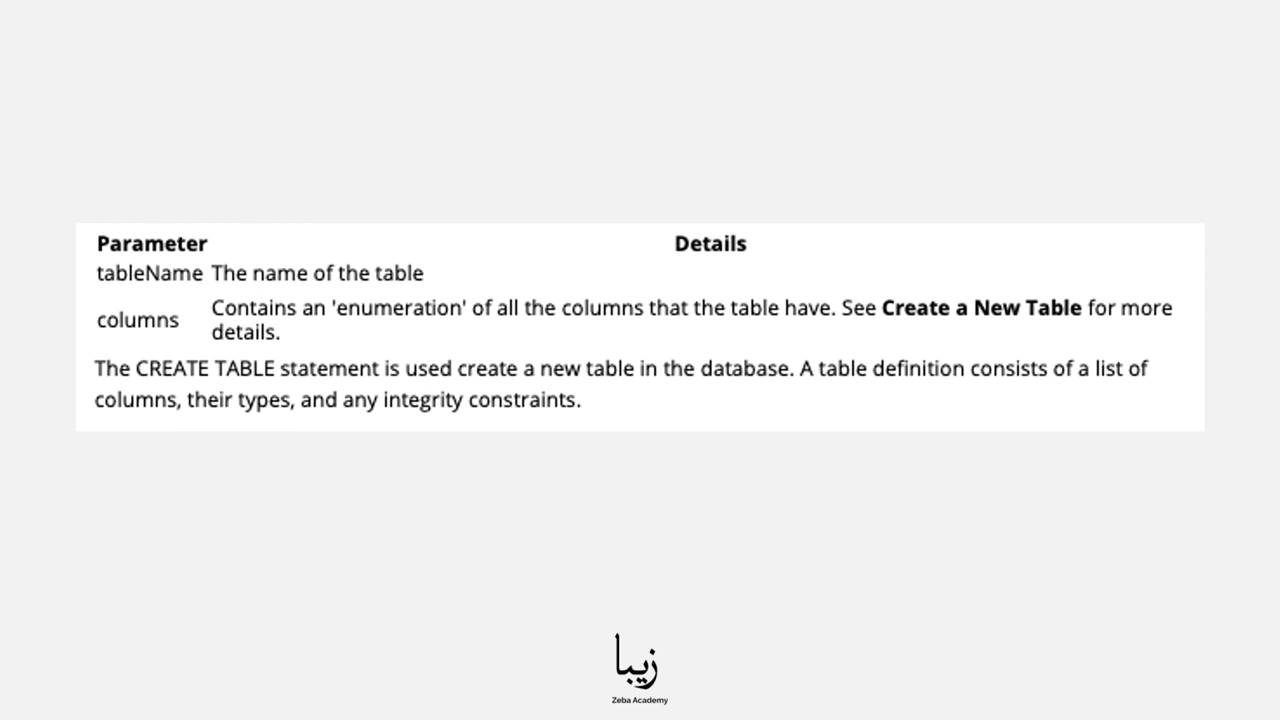 Parameter Details
tableName The name of the table
columns Contains an 'enumeration' of all the columns that the table have. See Create a New Table for more
details.
The CREATE TABLE statement is used create a new table in the database. A table definition consists of a list of
columns, their types, and any integrity constraints.
زیبا
Zeba Academy